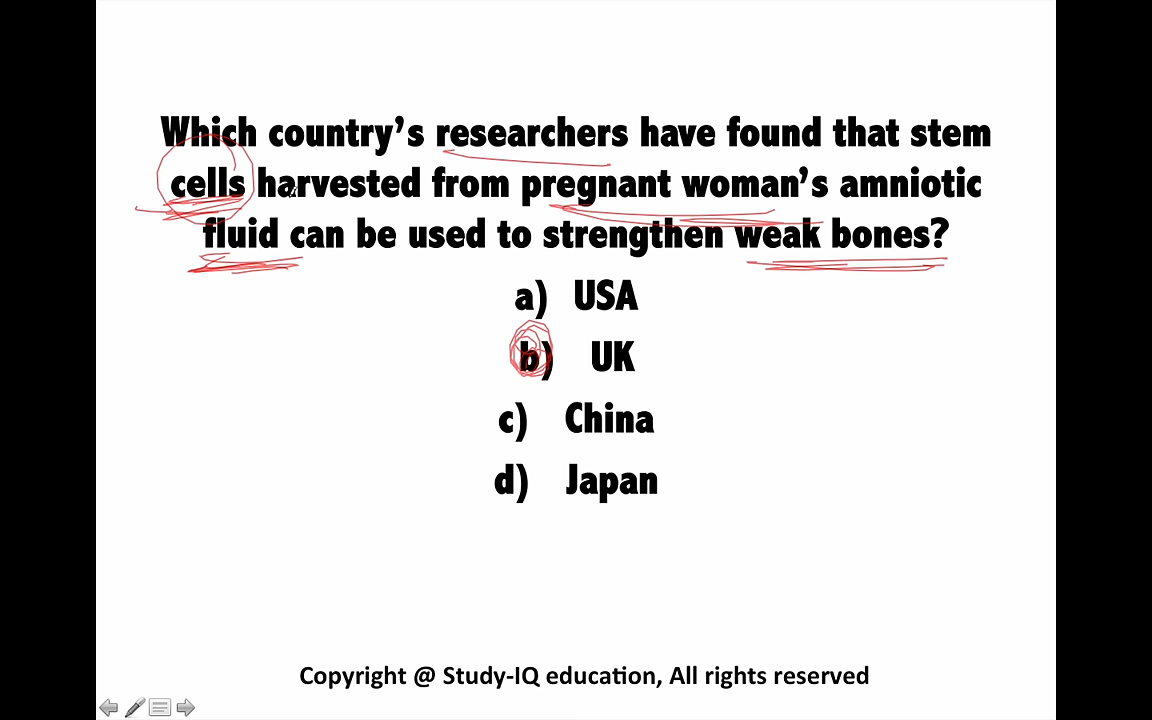 Which country’s researchers have found that stem
cells harvested from pregnant woman’s amniotic
fluid can be used to strengthen weak bones?
a) USA
b) UK
c) China
d) Japan
Copyright @ Study-IQ education, All rights reserved